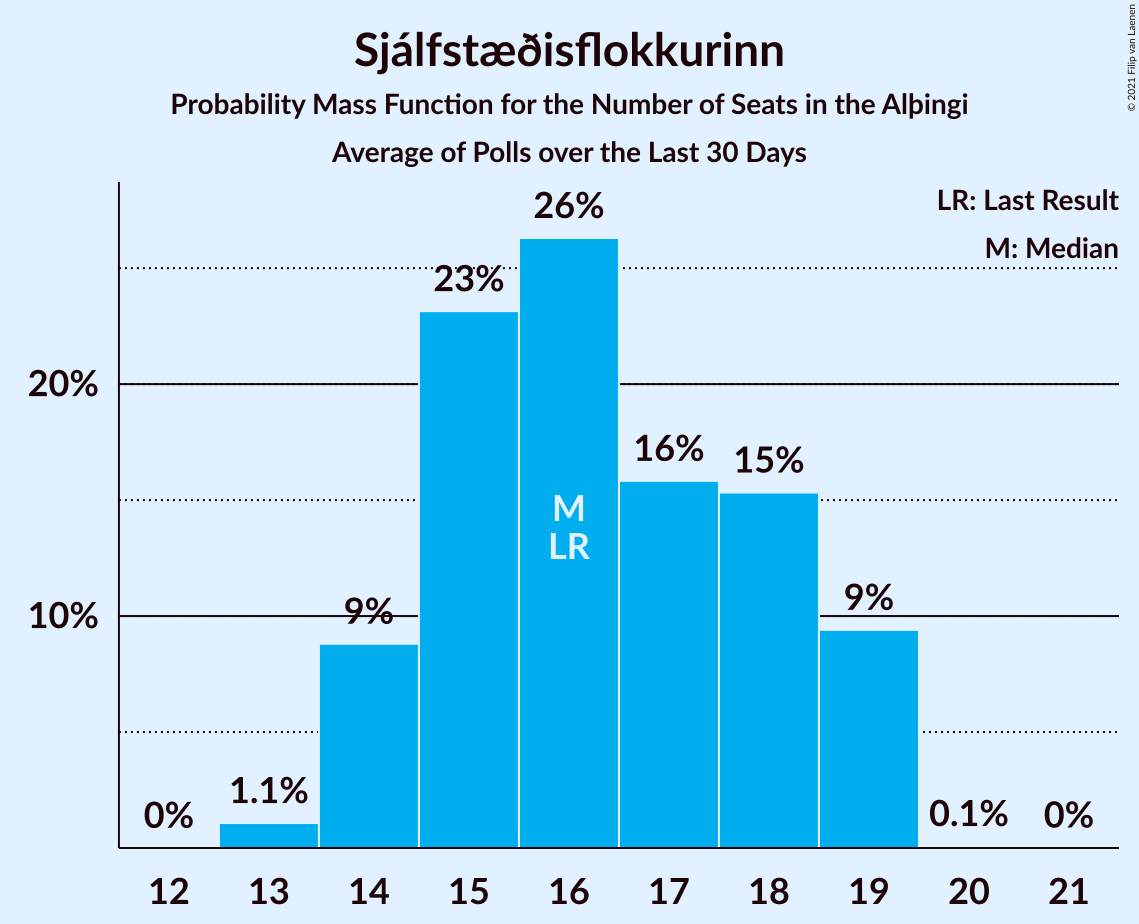 Sjálfstæðisflokkurinn
Probability Mass Function for the Number of Seats in the Alþingi
Average of Polls over the Last 30 Days
© 2021 Filip van Laenen
LR: Last Result
M: Median
26%
23%
20%
16%
15%
M
LR
10%
9%
9%
1.1%
0%
0.1%
0%
12 13 14 15 16 17 18 19 20 21